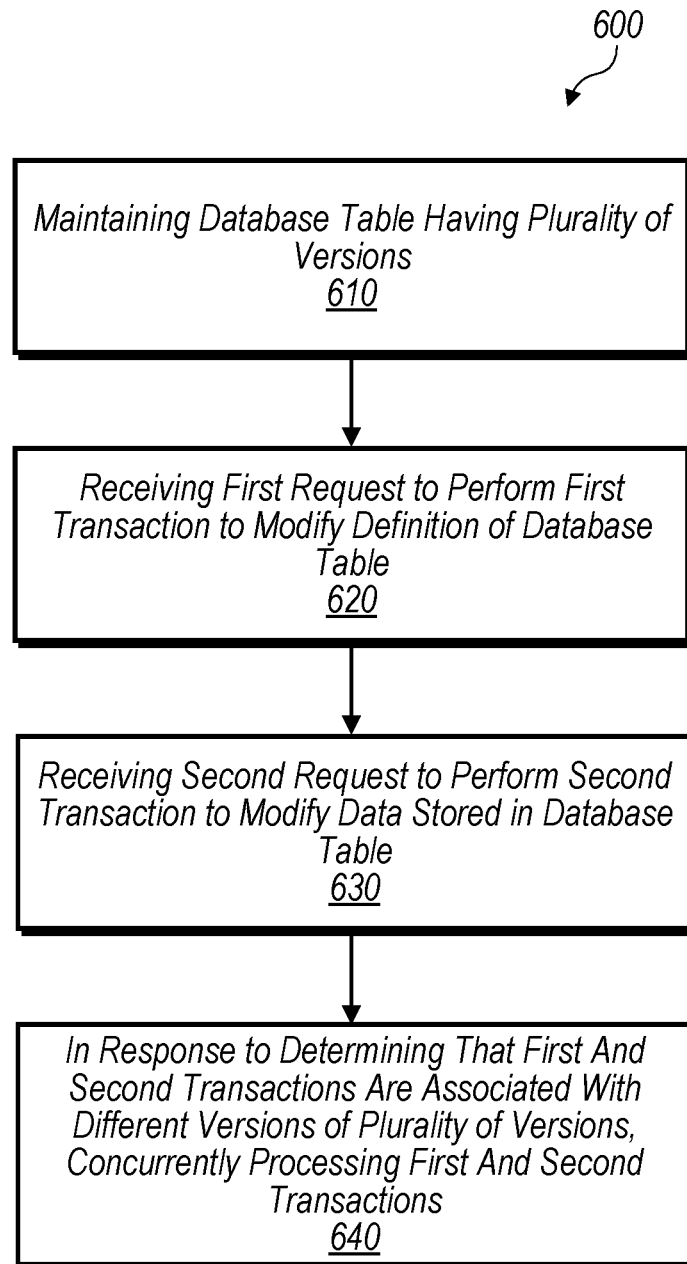 600
Maintaining Database Table Having Plurality of
Versions
610
Receiving First Request to Perform First
Transaction to Modify Definition of Database
Table
620
Receiving Second Request to Perform Second
Transaction to Modify Data Stored in Database
Table
630
In Response to Determining That First And
Second Transactions Are Associated With
Different Versions of Plurality of Versions,
Concurrently Processing First And Second
Transactions
640